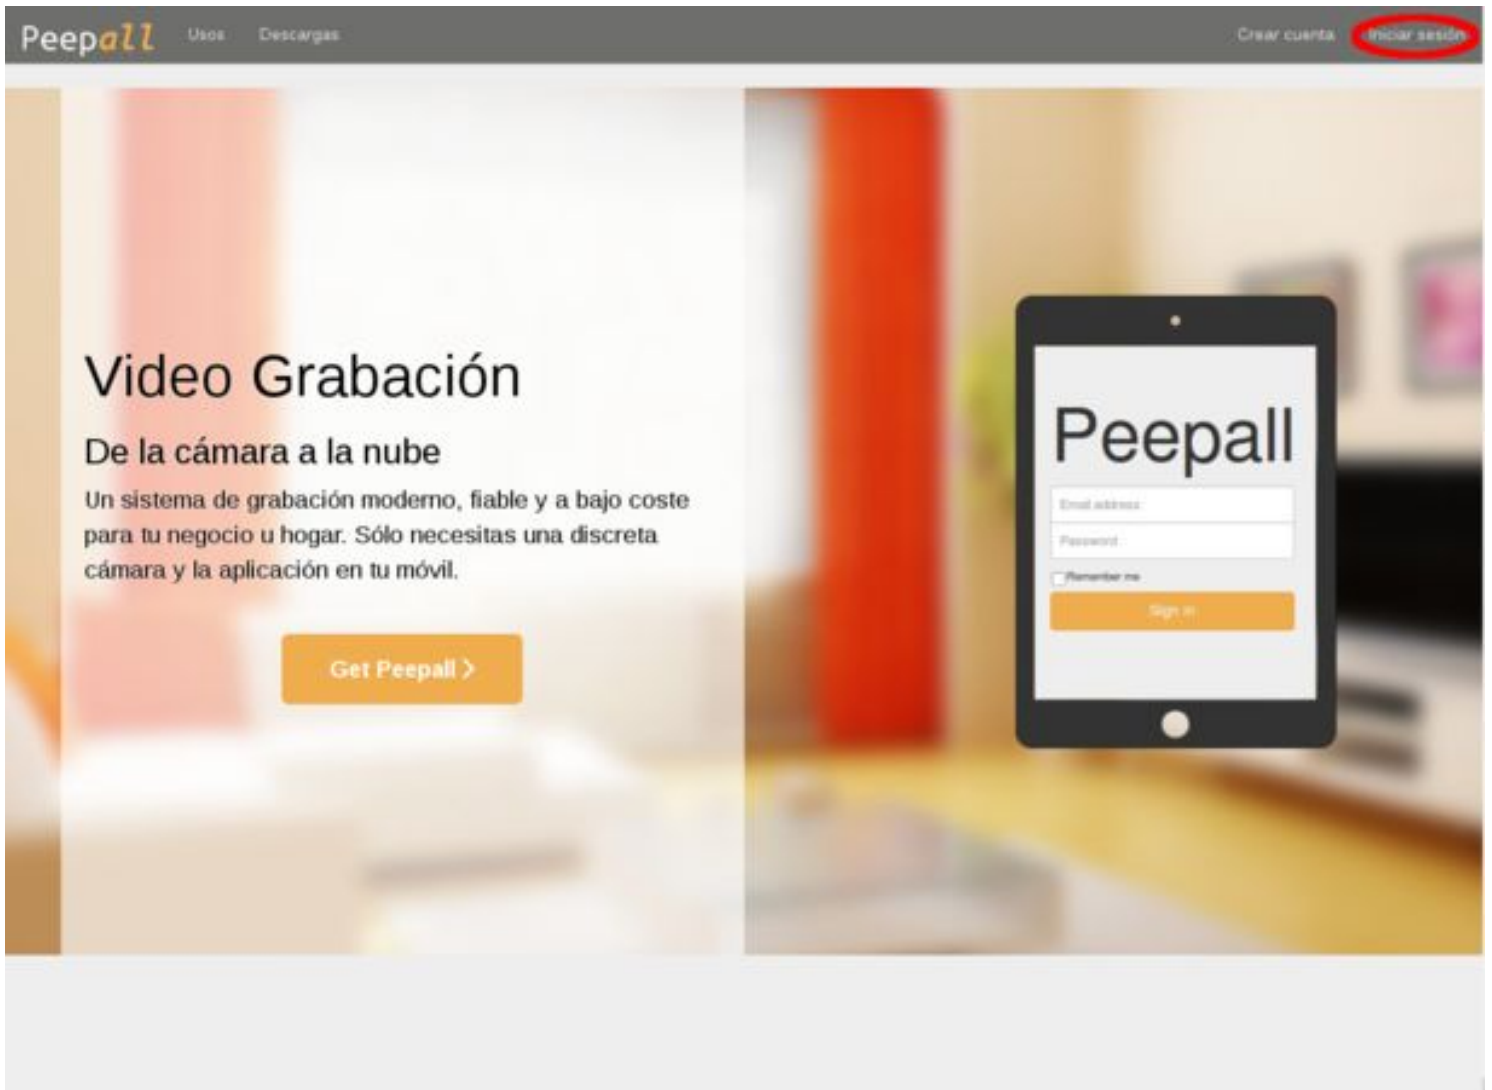 Peepall Usos Descargas Crear cuenta Iniciar sesión
Video Grabación
De la cámara a la nube
Un sistema de grabación moderno, fiable y a bajo coste
para tu negocio u hogar. Sólo necesitas una discreta
cámara y la aplicación en tu móvil.
Get Peepall >
Peepall
Email address
Password
Remember me
Sign in